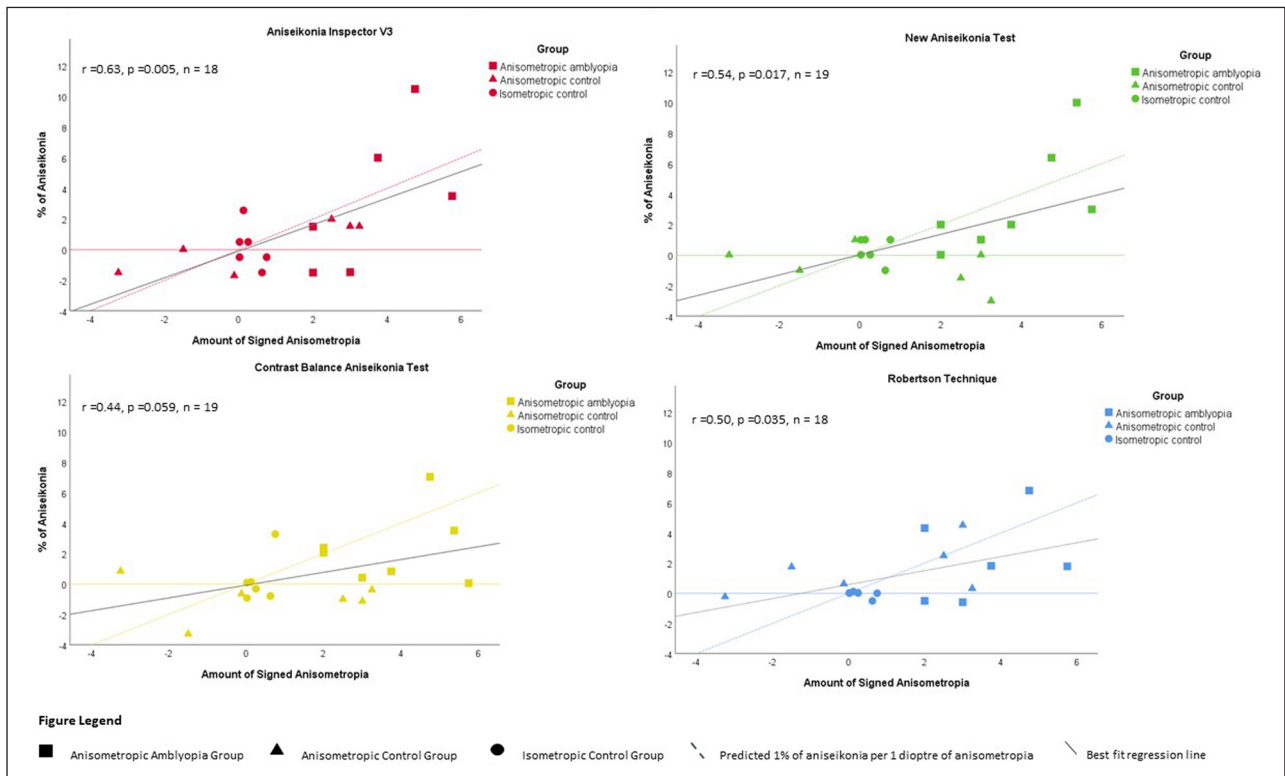 Aniseikonia Inspector V3
r =0.63, p =0.005, n = 18
Group
Anisometropic amblyopia
Anisometropic control
Isometropic control
% of Aniseikonia
12
10
8
6
4
2
0
-2
-4
-4 -2 0 2 4 6
Amount of Signed Anisometropia
New Aniseikonia Test
r =0.54, p =0.017, n = 19
Group
Anisometropic amblyopia
Anisometropic control
Isometropic control
% of Aniseikonia
12
10
8
6
4
2
0
-2
-4
-4 -2 0 2 4 6
Amount of Signed Anisometropia
Contrast Balance Aniseikonia Test
r =0.44, p =0.059, n = 19
Group
Anisometropic amblyopia
Anisometropic control
Isometropic control
% of Aniseikonia
12
10
8
6
4
2
0
-2
-4
-4 -2 0 2 4 6
Amount of Signed Anisometropia
Robertson Technique
r =0.50, p =0.035, n = 18
Group
Anisometropic amblyopia
Anisometropic control
Isometropic control
% of Aniseikonia
12
10
8
6
4
2
0
-2
-4
-4 -2 0 2 4 6
Amount of Signed Anisometropia
Figure Legend
Anisometropic Amblyopia Group Anisometropic Control Group Isometropic Control Group Predicted 1% of aniseikonia per 1 dioptre of anisometropia Best fit regression line